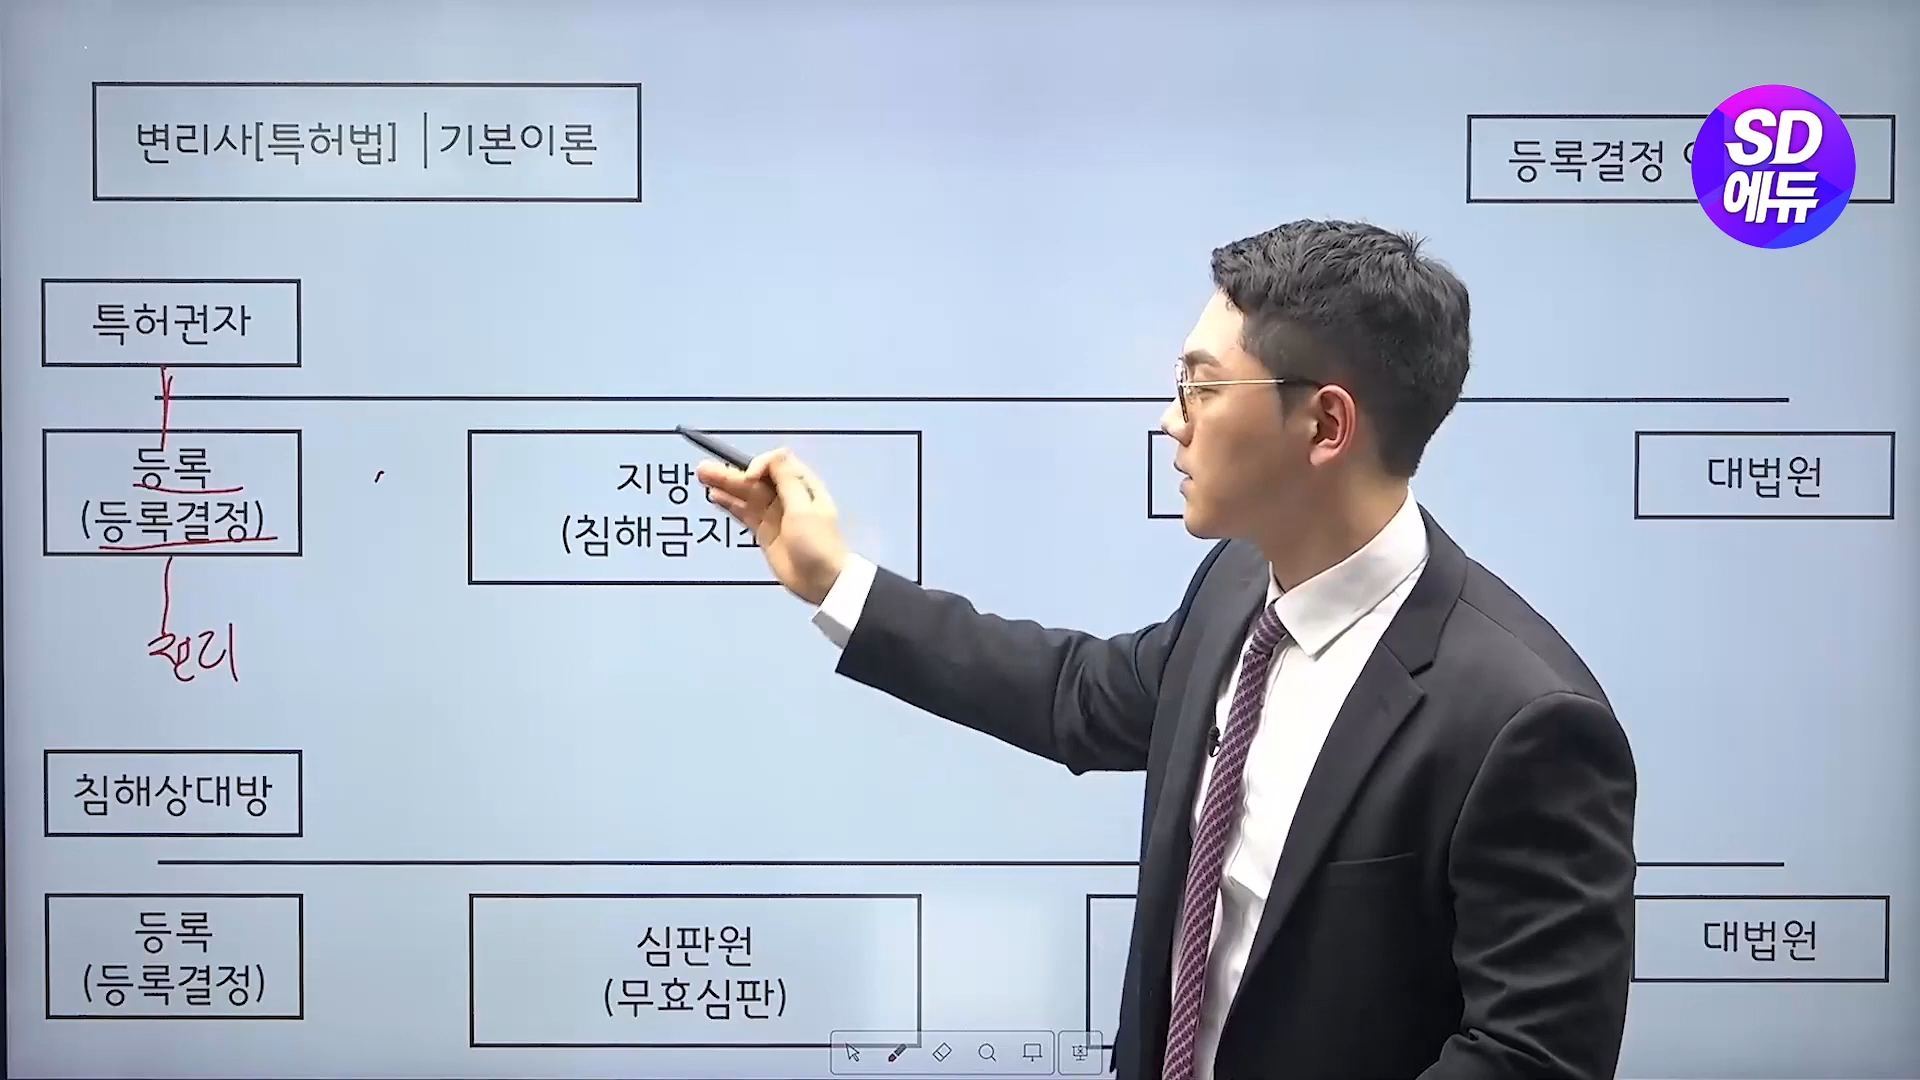 변리사[특허법] | 기본이론
등록결정
SD
에듀
특허권자
등록
(등록결정)
지방
(침해금지
대법원
권리
침해상대방
등록
(등록결정)
심판원
(무효심판)
대법원